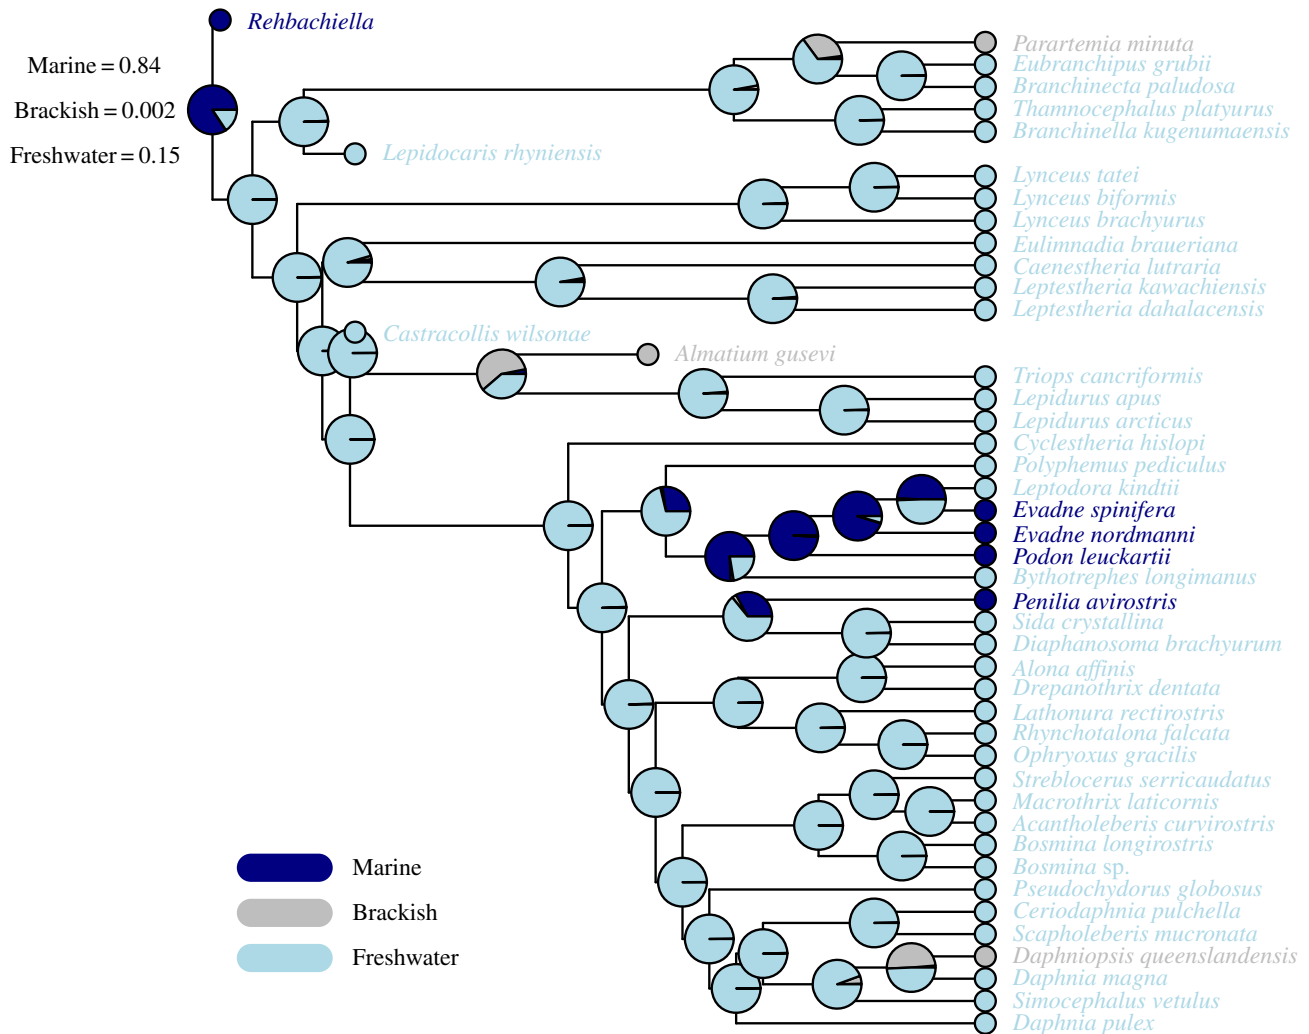 Rehbachiella
Marine = 0.84
Brackish = 0.002
Freshwater = 0.15
Parartemia minuta
Eubranchipus grubii
Branchinecta paludosa
Thamnocephalus platyurus
Branchinella kugenumaensis
Lepidocaris rhyniensis
Lynceus tatei
Lynceus biformis
Lynceus brachyurus
Eulimnadia braueriana
Caenestheria lutraria
Leptestheria kawachiensis
Leptestheria dahalacensis
Castracollis wilsonae
Almatium gusevi
Triops cancriformis
Lepidurus apus
Lepidurus arcticus
Cyclestheria hislopi
Polyphemus pediculus
Leptodora kindtii
Evadne spinifera
Evadne nordmanni
Podon leuckartii
Bythotrephes longimanus
Penilia avirostris
Sida crystallina
Diaphanosoma brachyurum
Alona affinis
Drepanothrix dentata
Lathonura rectirostris
Rhynchotalona falcata
Ophryoxus gracilis
Streblocerus serricaudatus
Macrothrix laticornis
Acantholeberis curvirostris
Bosmina longirostris
Bosmina sp.
Pseudochydorus globosus
Ceriodaphnia pulchella
Scapholeberis mucronata
Daphniopsis queenslandensis
Daphnia magna
Simocephalus vetulus
Daphnia pulex
Marine
Brackish
Freshwater